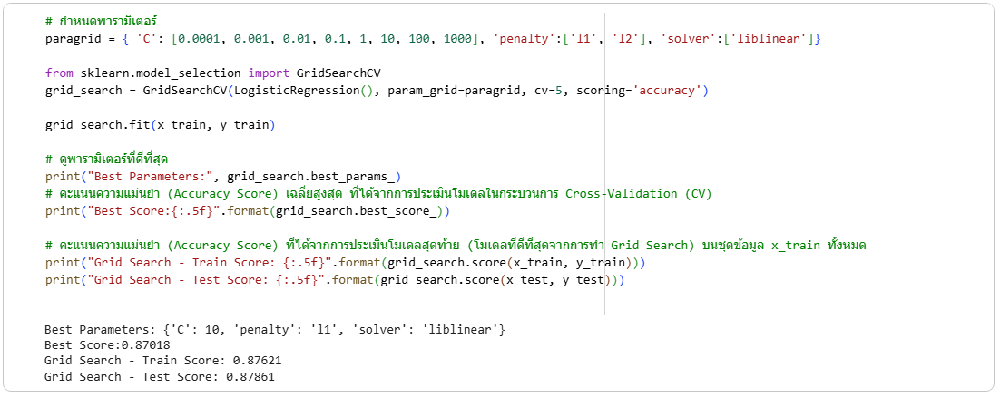 # กำหนดพารามิเตอร์
paragrid = { 'C': [0.0001, 0.001, 0.01, 0.1, 1, 10, 100, 1000], 'penalty':['l1', 'l2'], 'solver':['liblinear']}
from sklearn.model_selection import GridSearchCV
grid_search = GridSearchCV(LogisticRegression(), param_grid=paragrid, cv=5, scoring='accuracy')
grid_search.fit(x_train, y_train)
# ดูพารามิเตอร์ที่ดีที่สุด
print("Best Parameters:", grid_search.best_params_)
# คะแนนความแม่นยำ (Accuracy Score) เฉลี่ยสูงสุด ที่ได้จากการประเมินโมเดลในกระบวนการ Cross-Validation (CV)
print("Best Score:{:.5f}".format(grid_search.best_score_))
# คะแนนความแม่นยำ (Accuracy Score) ที่ได้จากการประเมินโมเดลสุดท้าย (โมเดลที่ดีที่สุดจากการทำ Grid Search) บนชุดข้อมูล x_train ทั้งหมด
print("Grid Search - Train Score: {:.5f}".format(grid_search.score(x_train, y_train)))
print("Grid Search - Test Score: {:.5f}".format(grid_search.score(x_test, y_test)))
Best Parameters: {'C': 10, 'penalty': 'l1', 'solver': 'liblinear'}
Best Score:0.87018
Grid Search - Train Score: 0.87621
Grid Search - Test Score: 0.87861